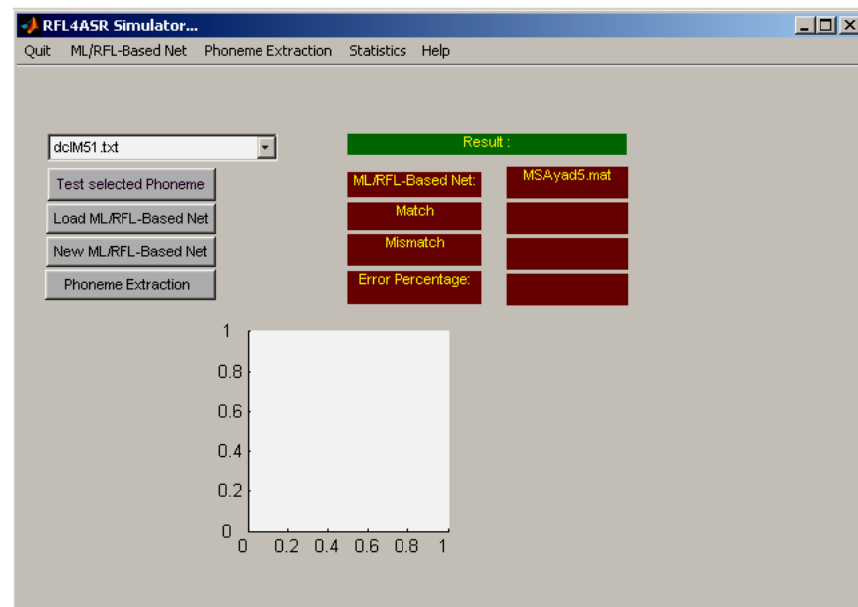 RFL4ASR Simulator...
Quit ML/RFL-Based Net Phoneme Extraction Statistics Help
dclM51.txt
Result :
Test selected Phoneme
ML/RFL-Based Net:
MSAyad5.mat
Load ML/RFL-Based Net
Match
New ML/RFL-Based Net
Mismatch
Phoneme Extraction
Error Percentage:
1
0.8
0.6
0.4
0.2
0
0 0.2 0.4 0.6 0.8 1